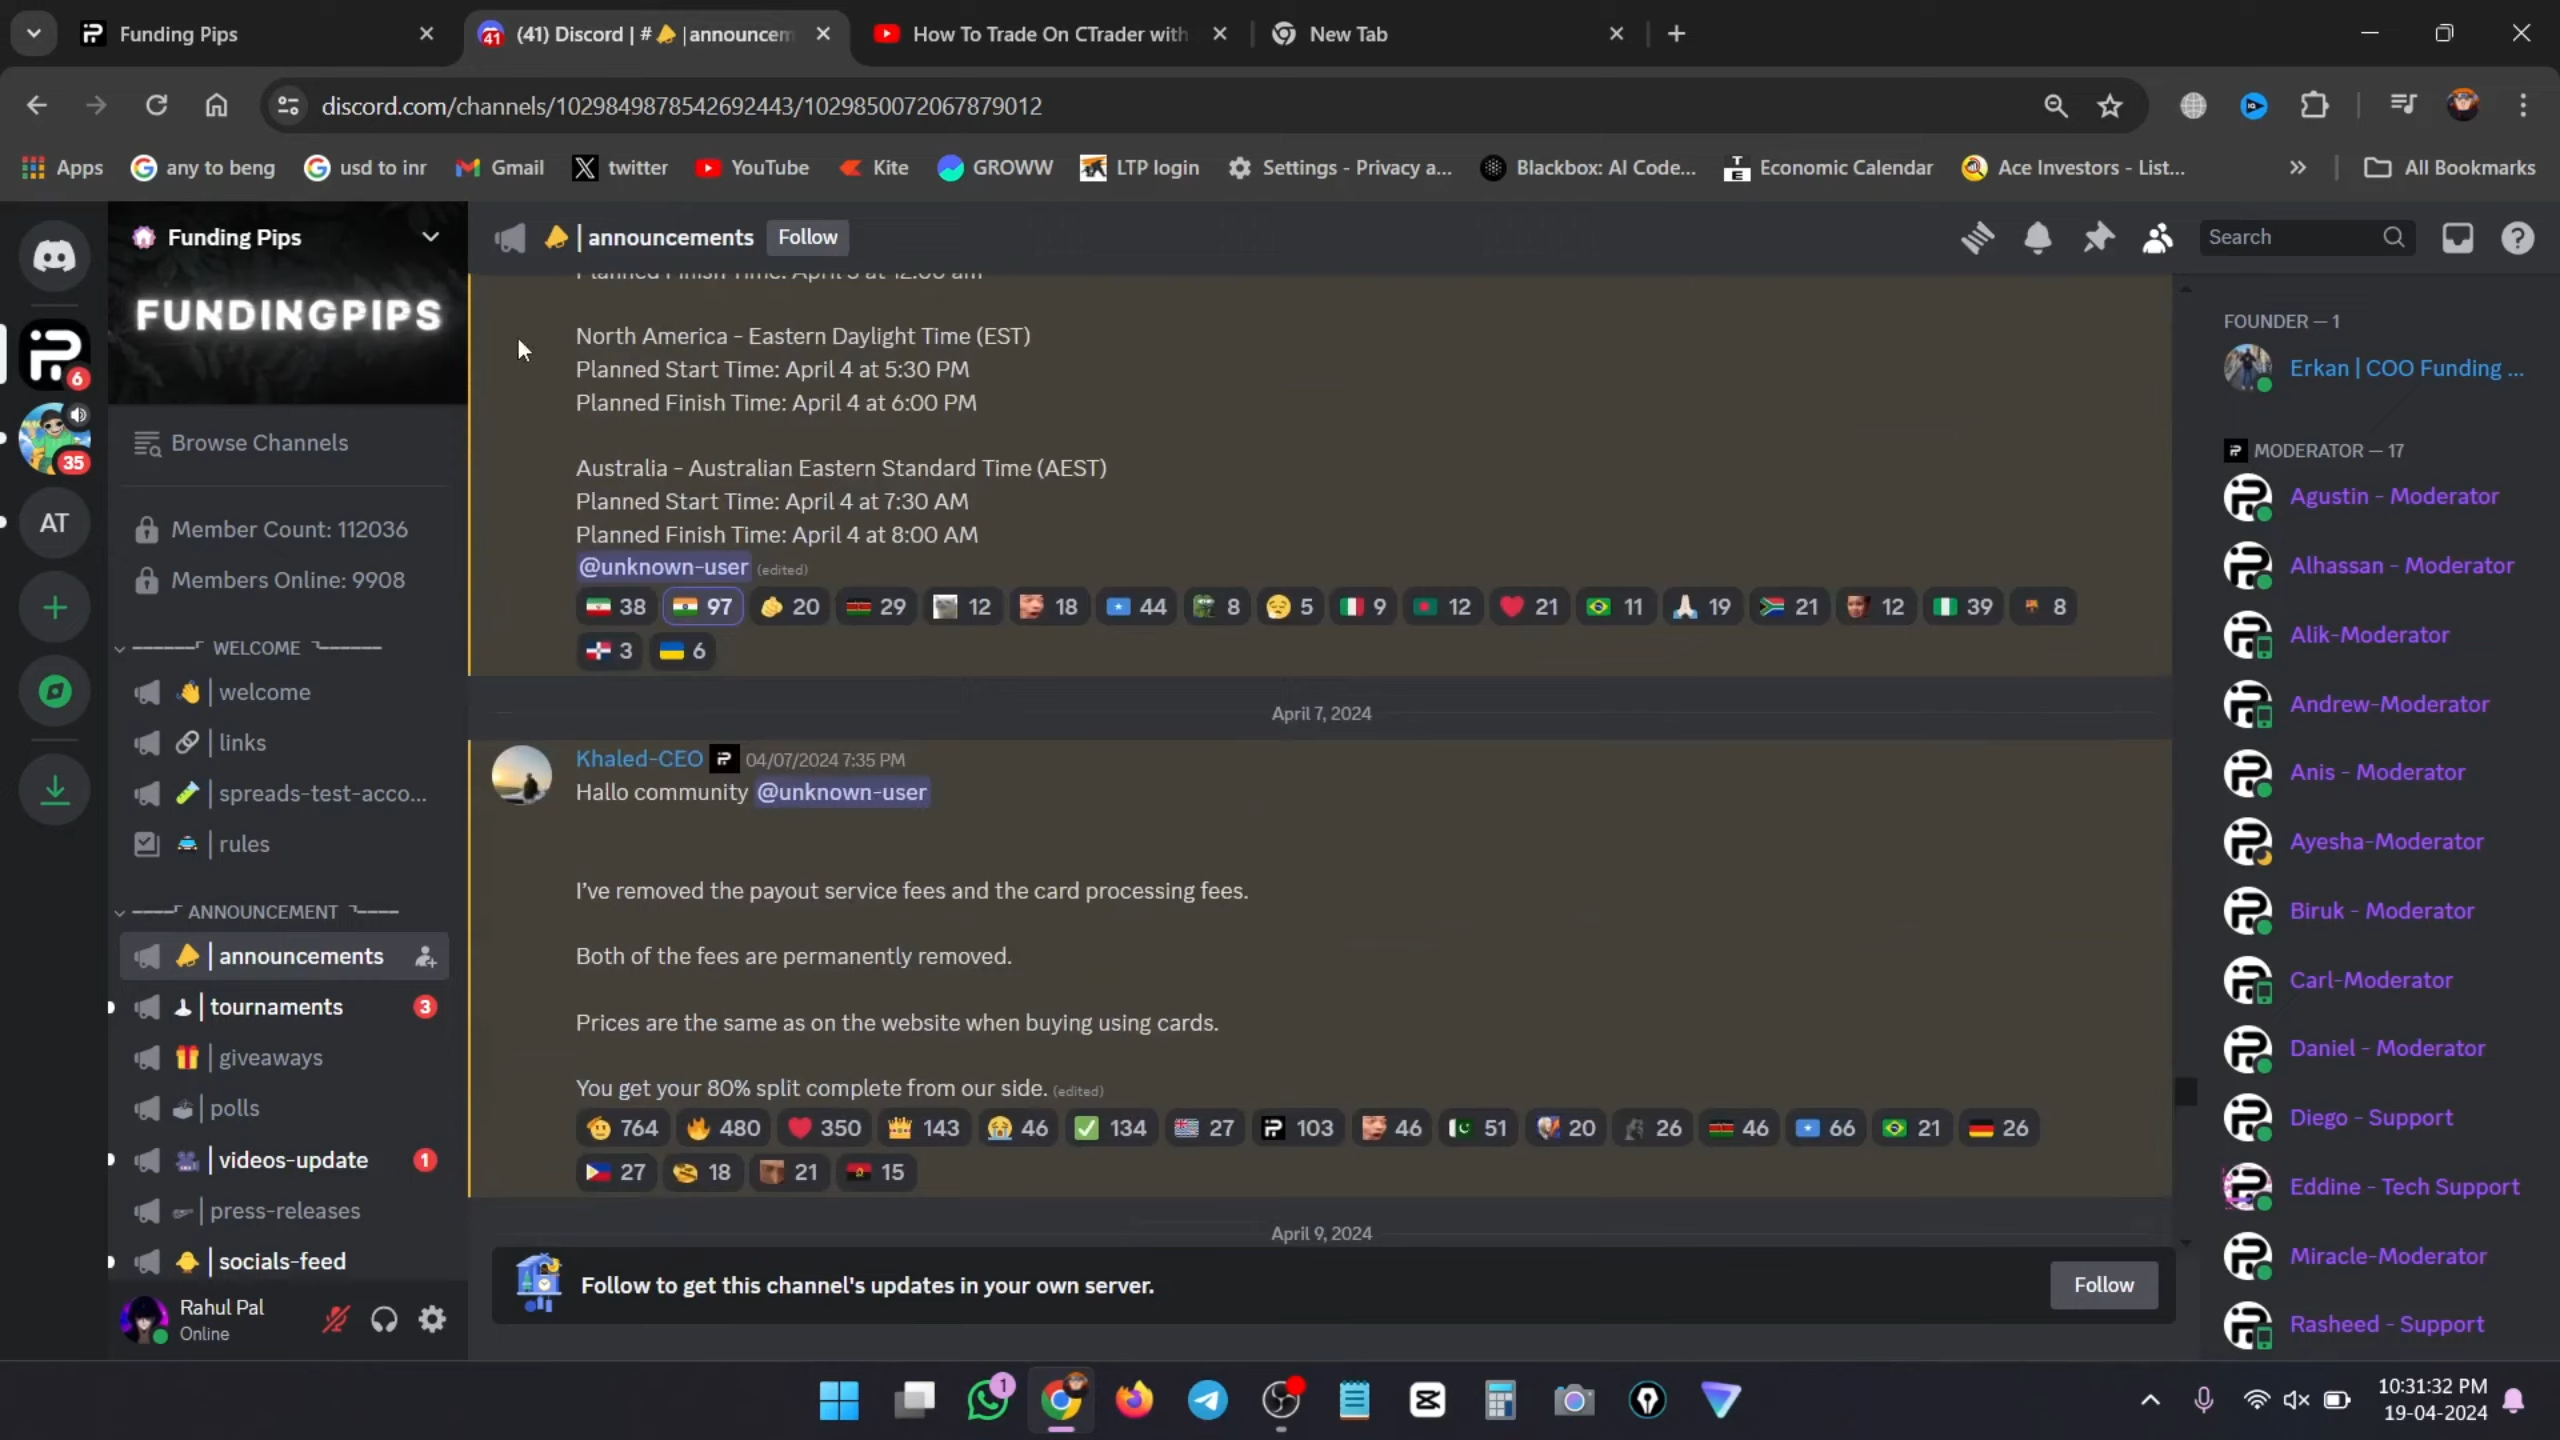 Funding Pips
(41) Discord | # | announcem
How To Trade On CTrader with
New Tab
discord.com/channels/1029849878542692443/1029850072067879012
Apps
any to beng
usd to inr
Gmail
twitter
YouTube
Kite
GROWW
LTP login
Settings - Privacy a...
Blackbox: AI Code...
Economic Calendar
Ace Investors - List...
All Bookmarks
Funding Pips
FUNDINGPIPS
Browse Channels
Member Count: 112036
Members Online: 9908
WELCOME
welcome
links
spreads-test-acco...
rules
ANNOUNCEMENT
announcements
tournaments
3
giveaways
polls
videos-update
1
press-releases
socials-feed
Rahul Pal
Online
6
35
AT
| announcements
Follow
Search
North America - Eastern Daylight Time (EST)
Planned Start Time: April 4 at 5:30 PM
Planned Finish Time: April 4 at 6:00 PM
Australia - Australian Eastern Standard Time (AEST)
Planned Start Time: April 4 at 7:30 AM
Planned Finish Time: April 4 at 8:00 AM
@unknown-user (edited)
38 97 20 29 12 18 44 8 5 9 12 21 11 19 21 12 39 8
3 6
April 7, 2024
Khaled-CEO 04/07/2024 7:35 PM
Hallo community @unknown-user
I've removed the payout service fees and the card processing fees.
Both of the fees are permanently removed.
Prices are the same as on the website when buying using cards.
You get your 80% split complete from our side. (edited)
764 480 350 143 46 134 27 103 46 51 20 26 46 66 21 26
27 18 21 15
April 9, 2024
Follow to get this channel's updates in your own server.
Follow
FOUNDER — 1
Erkan | COO Funding ...
MODERATOR — 17
Agustin - Moderator
Alhassan - Moderator
Alik-Moderator
Andrew-Moderator
Anis - Moderator
Ayesha-Moderator
Biruk - Moderator
Carl-Moderator
Daniel - Moderator
Diego - Support
Eddine - Tech Support
Miracle-Moderator
Rasheed - Support
1
10:31:32 PM
19-04-2024